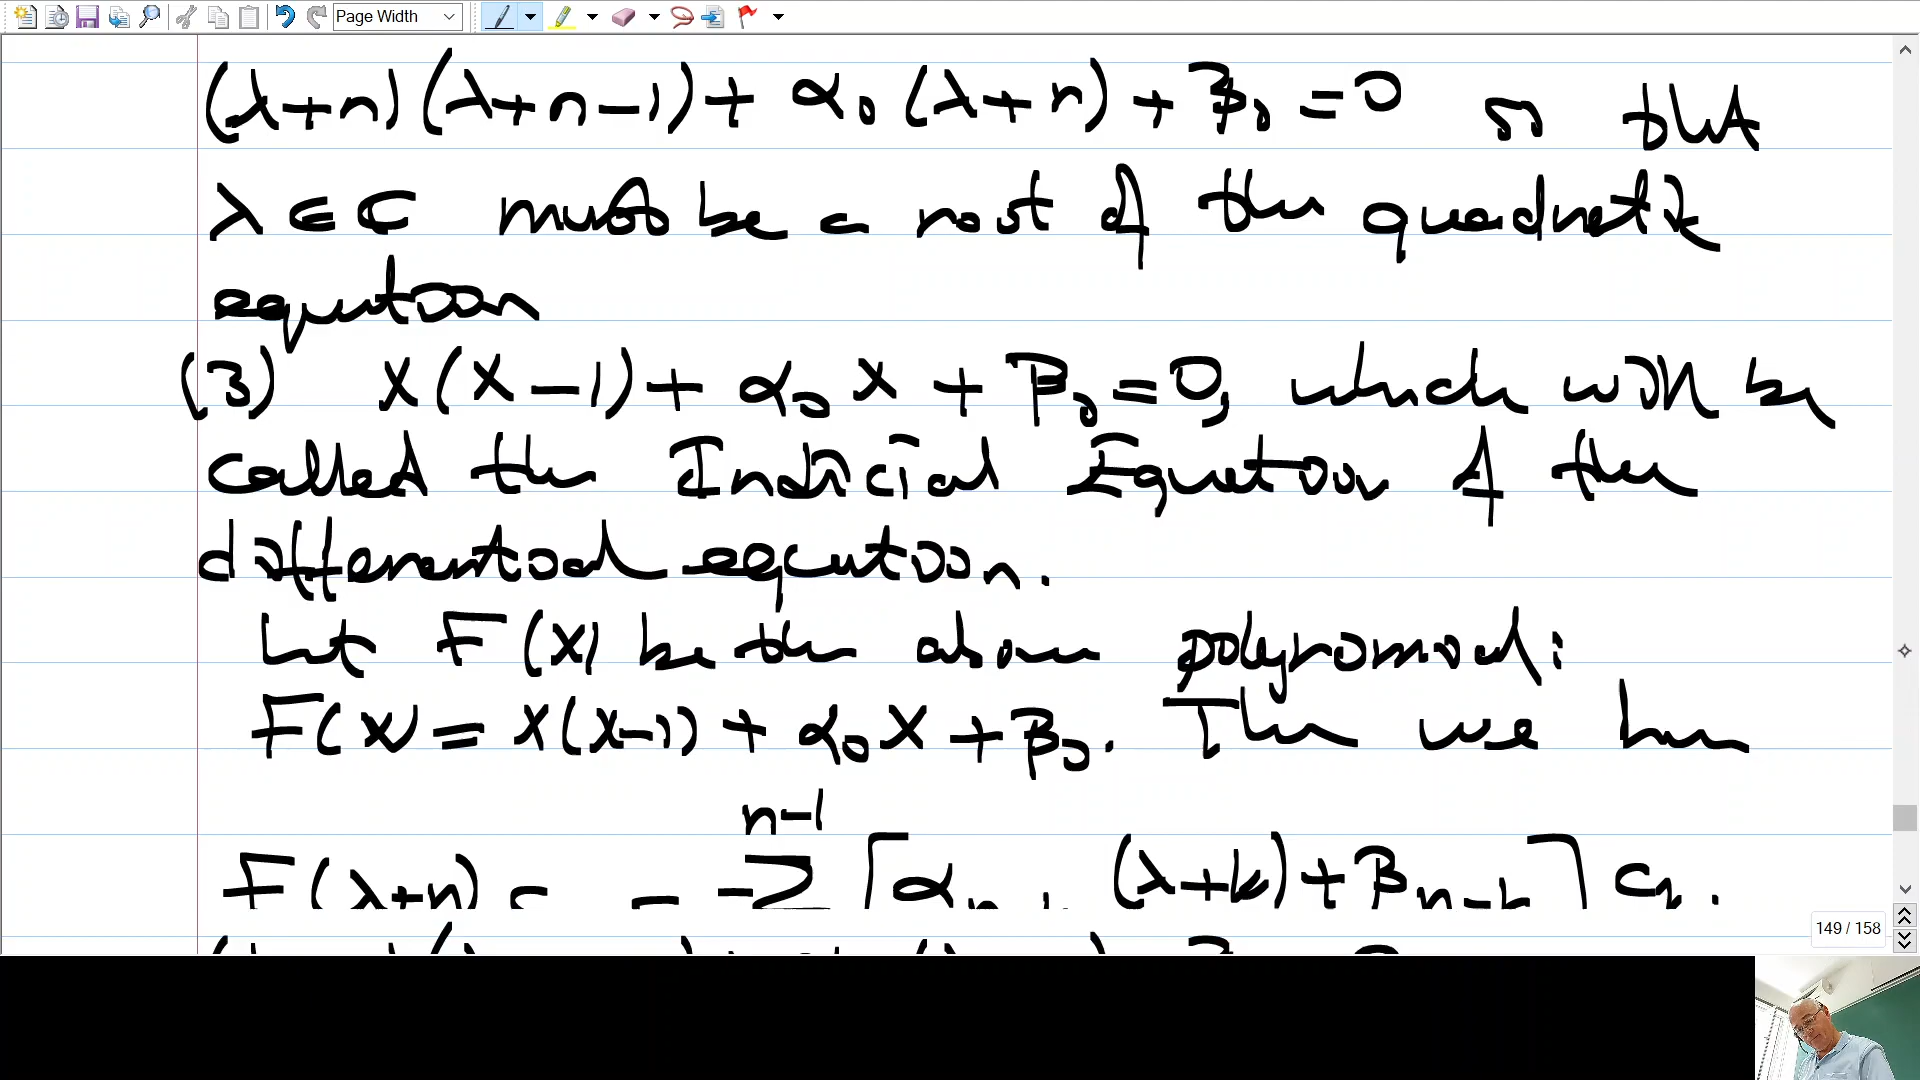 Page Width
(λ+n)(λ+n-1)+ α₀(λ+n) + β₀ = 0 so that
λ ∈ ℂ must be a root of the quadratic
equation
(3) X(X-1)+ α₀X + β₀ = 0, which will be
called the Indicial Equation of the
differential equation.
Let F(X) be the above polynomial:
F(X) = X(X-1) + α₀X + β₀. Then we have
n-1
F(λ+n) c = - Σ [α (λ+k)+β n-k] c
149 / 158